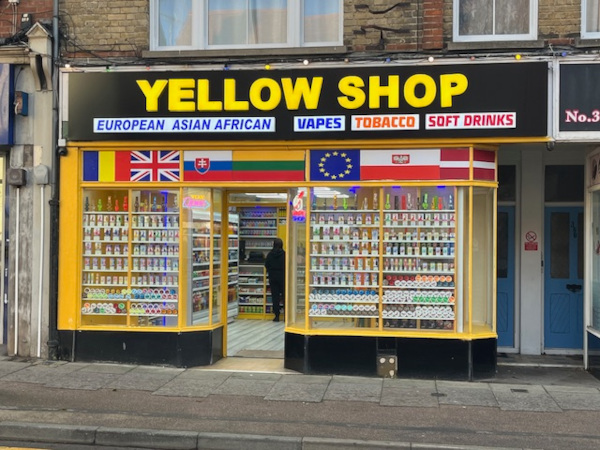 YELLOW SHOP
EUROPEAN ASIAN AFRICAN VAPES TOBACCO SOFT DRINKS
No.3